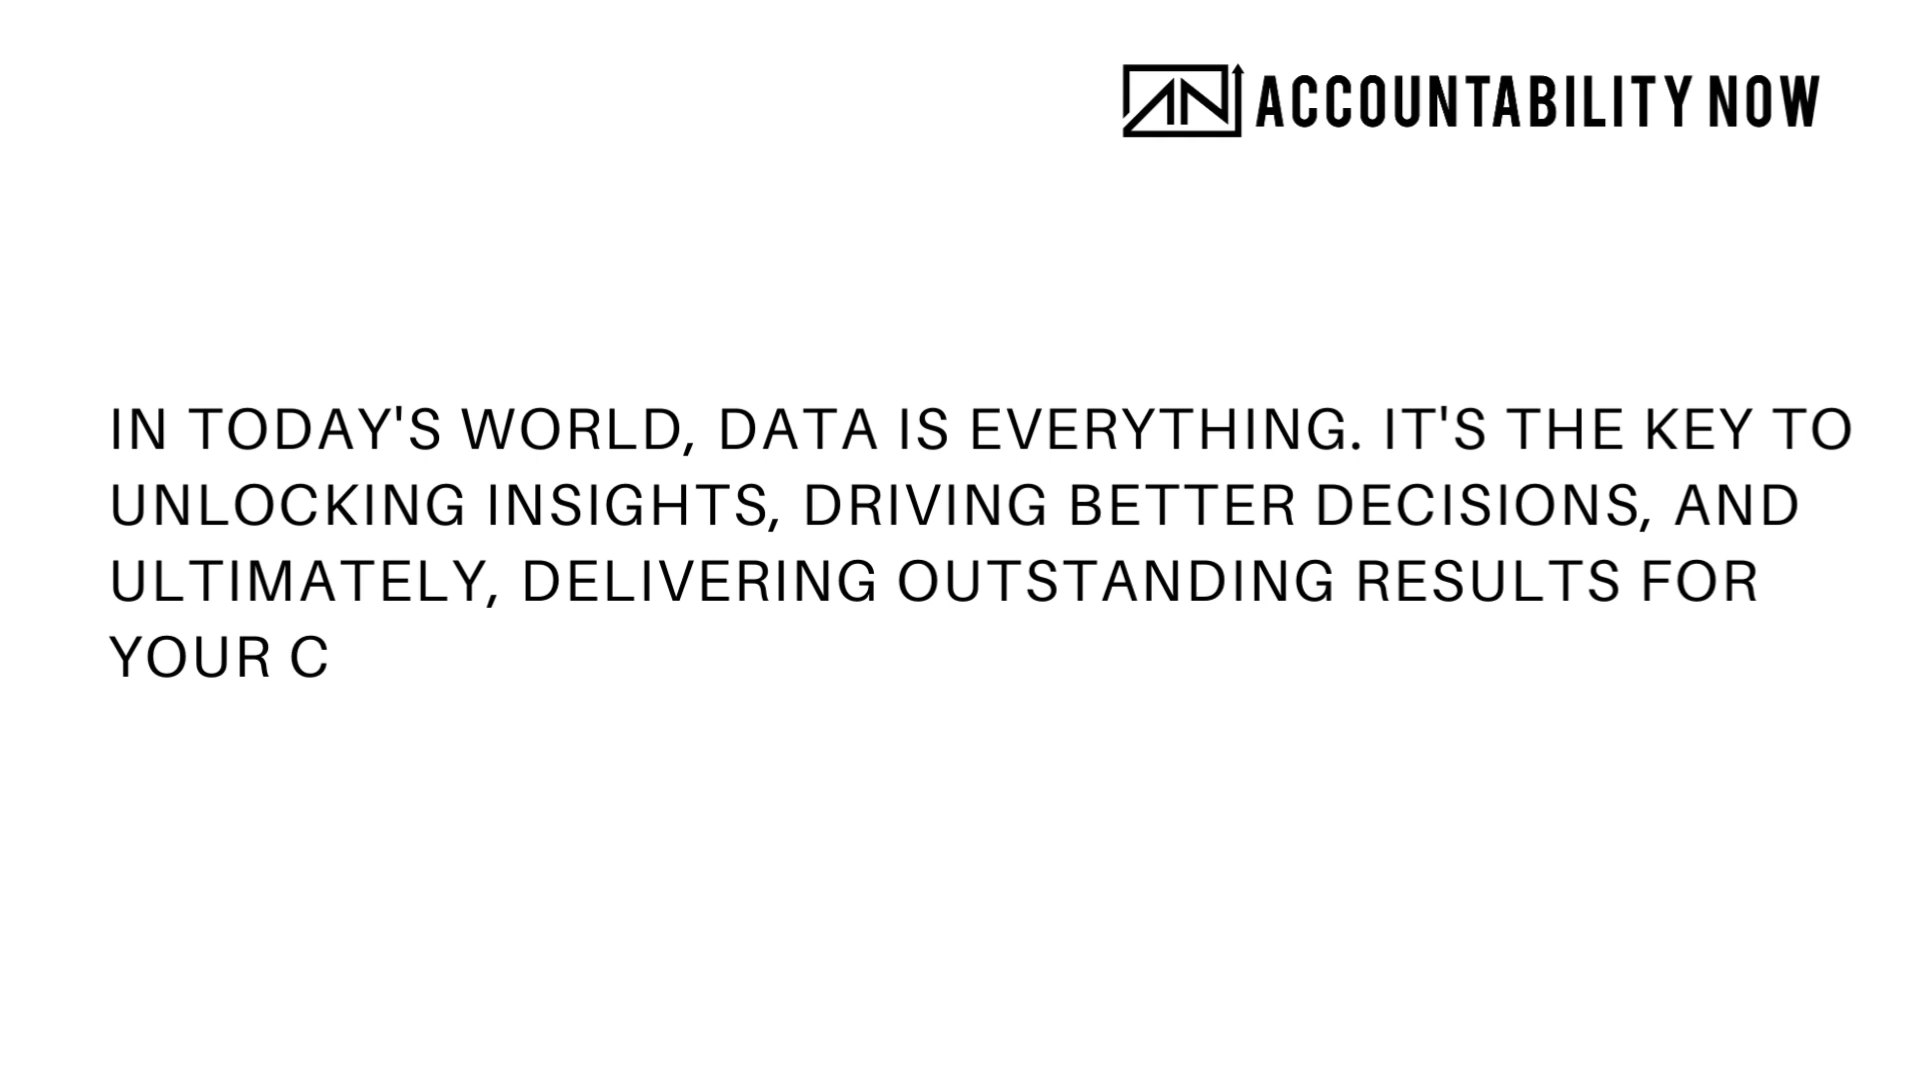 ACCOUNTABILITY NOW
IN TODAY'S WORLD, DATA IS EVERYTHING. IT'S THE KEY TO
UNLOCKING INSIGHTS, DRIVING BETTER DECISIONS, AND
ULTIMATELY, DELIVERING OUTSTANDING RESULTS FOR
YOUR C